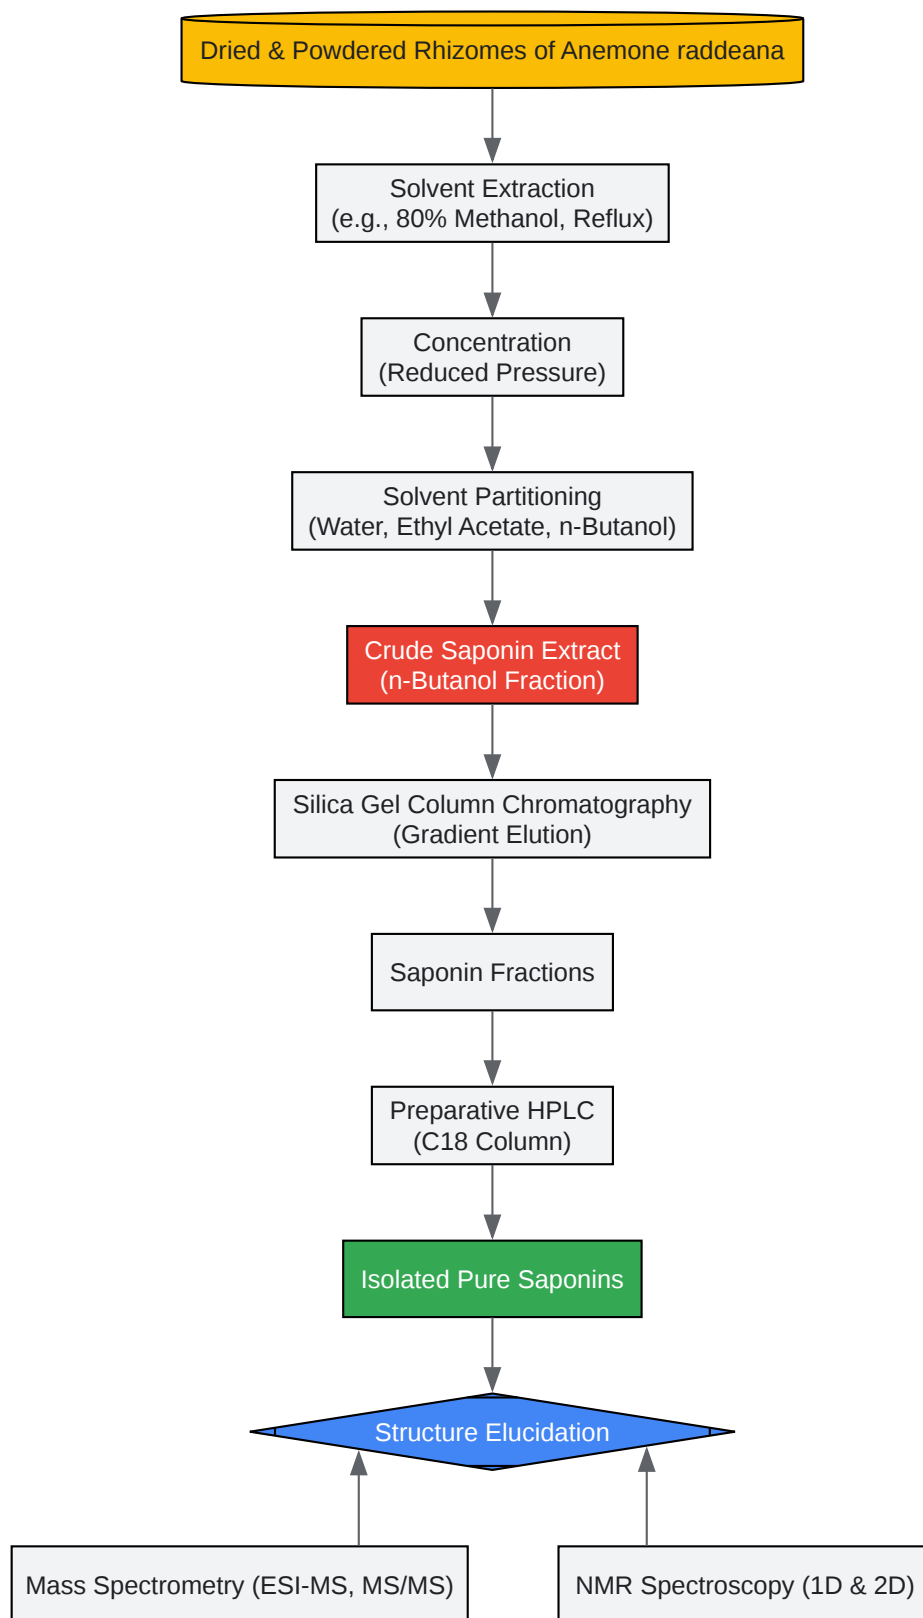 Dried & Powdered Rhizomes of Anemone raddeana
Solvent Extraction
(e.g., 80% Methanol, Reflux)
Concentration
(Reduced Pressure)
Solvent Partitioning
(Water, Ethyl Acetate, n-Butanol)
Crude Saponin Extract
(n-Butanol Fraction)
Silica Gel Column Chromatography
(Gradient Elution)
Saponin Fractions
Preparative HPLC
(C18 Column)
Isolated Pure Saponins
Structure Elucidation
Mass Spectrometry (ESI-MS, MS/MS)
NMR Spectroscopy (1D & 2D)